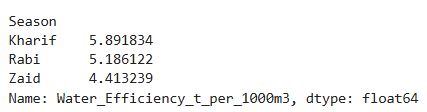 Season
Kharif    5.891834
Rabi      5.186122
Zaid      4.413239
Name: Water_Efficiency_t_per_1000m3, dtype: float64